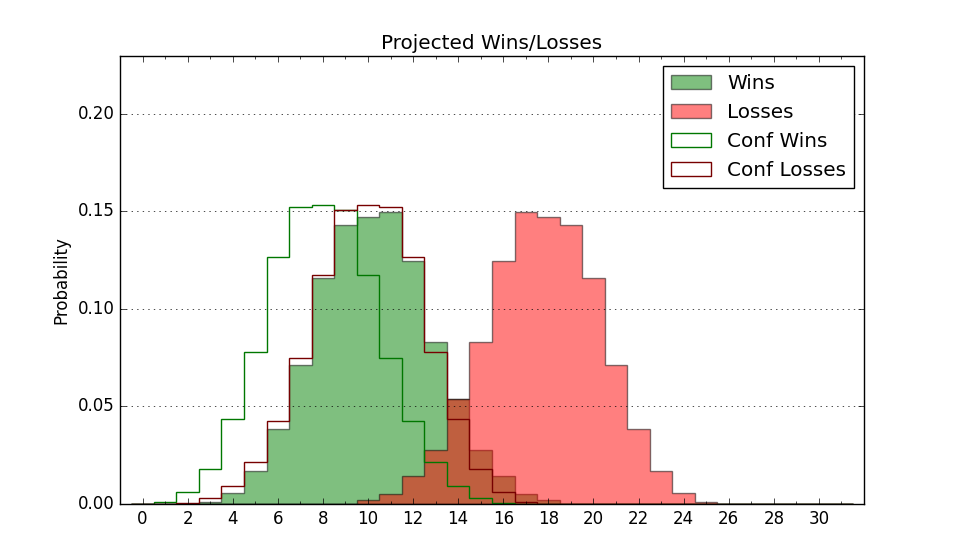 Projected Wins/Losses
Wins
Losses
Conf Wins
Conf Losses
Probability
0.20
0.15
0.10
0.05
0.00
0 2 4 6 8 10 12 14 16 18 20 22 24 26 28 30